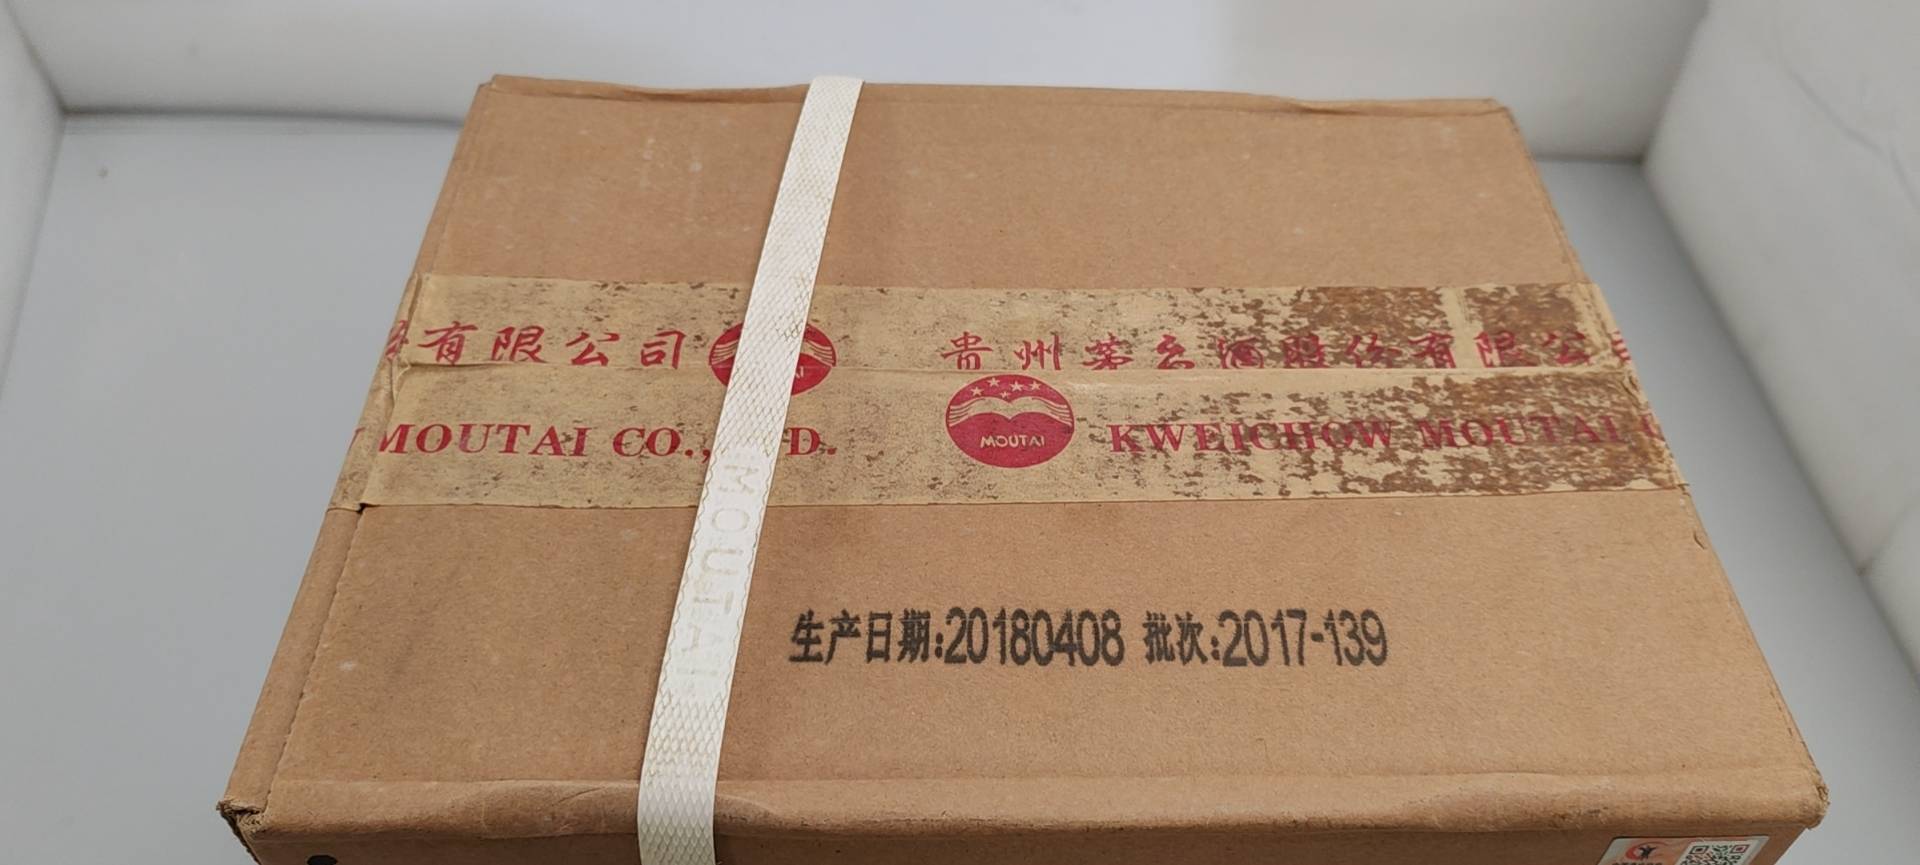 份有限公司 贵州茅台酒股份有限公
MOUTAI
MOUTAI CO., D. KWEICHOW MOUTAI
MOUTAI
生产日期:20180408 批次:2017-139